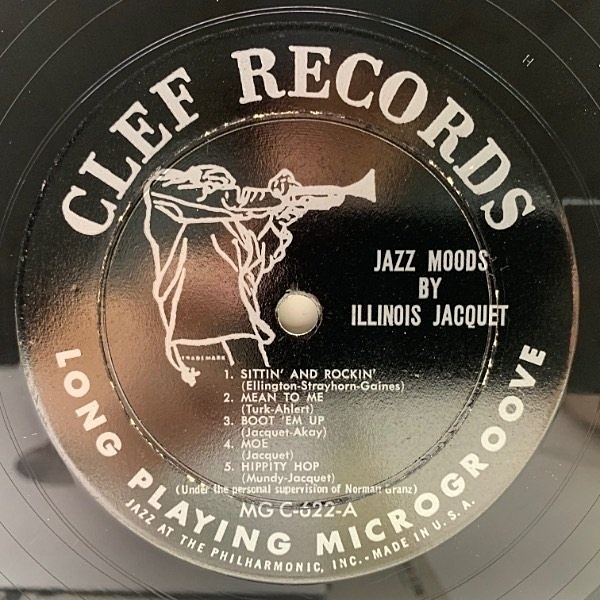 CLEF RECORDS
JAZZ MOODS
BY
ILLINOIS JACQUET
TRADEMARK
1. SITTIN' AND ROCKIN'
(Ellington-Strayhorn-Gaines)
2. MEAN TO ME
(Turk-Ahlert)
3. BOOT 'EM UP
(Jacquet-Akay)
4. MOE
(Jacquet)
5. HIPPITY HOP
(Mundy-Jacquet)
(Under the personal supervision of Norman Granz)
MG C-622-A
LONG PLAYING MICROGROOVE
JAZZ AT THE PHILHARMONIC, INC.-MADE IN U.S.A.
H